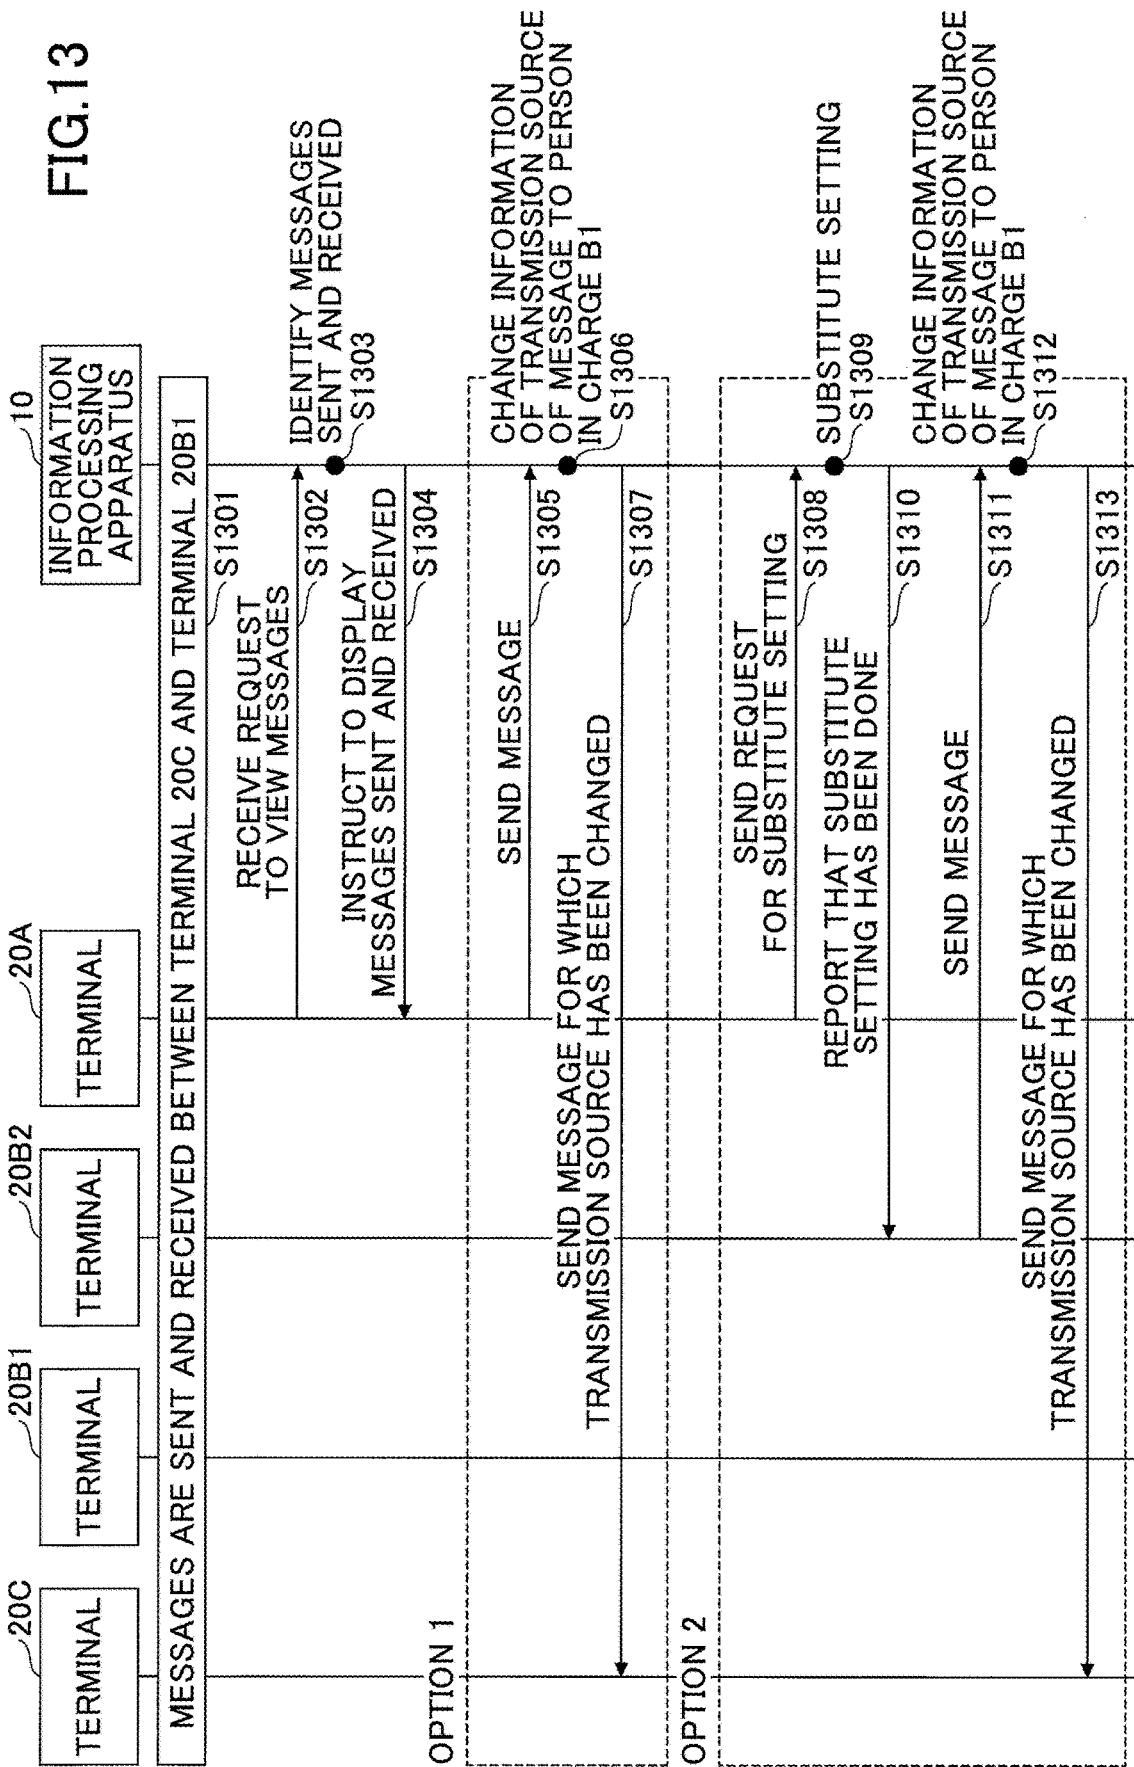 FIG.13
20C
TERMINAL
20B1
TERMINAL
20B2
TERMINAL
20A
TERMINAL
10
INFORMATION
PROCESSING
APPARATUS
MESSAGES ARE SENT AND RECEIVED BETWEEN TERMINAL 20C AND TERMINAL 20B1
S1301
RECEIVE REQUEST
TO VIEW MESSAGES
S1302
IDENTIFY MESSAGES
SENT AND RECEIVED
S1303
INSTRUCT TO DISPLAY
MESSAGES SENT AND RECEIVED
S1304
OPTION 1
SEND MESSAGE
S1305
CHANGE INFORMATION
OF TRANSMISSION SOURCE
OF MESSAGE TO PERSON
IN CHARGE B1
S1306
SEND MESSAGE FOR WHICH
TRANSMISSION SOURCE HAS BEEN CHANGED
S1307
OPTION 2
SEND REQUEST
FOR SUBSTITUTE SETTING
S1308
SUBSTITUTE SETTING
S1309
REPORT THAT SUBSTITUTE
SETTING HAS BEEN DONE
S1310
SEND MESSAGE
S1311
CHANGE INFORMATION
OF TRANSMISSION SOURCE
OF MESSAGE TO PERSON
IN CHARGE B1
S1312
SEND MESSAGE FOR WHICH
TRANSMISSION SOURCE HAS BEEN CHANGED
S1313